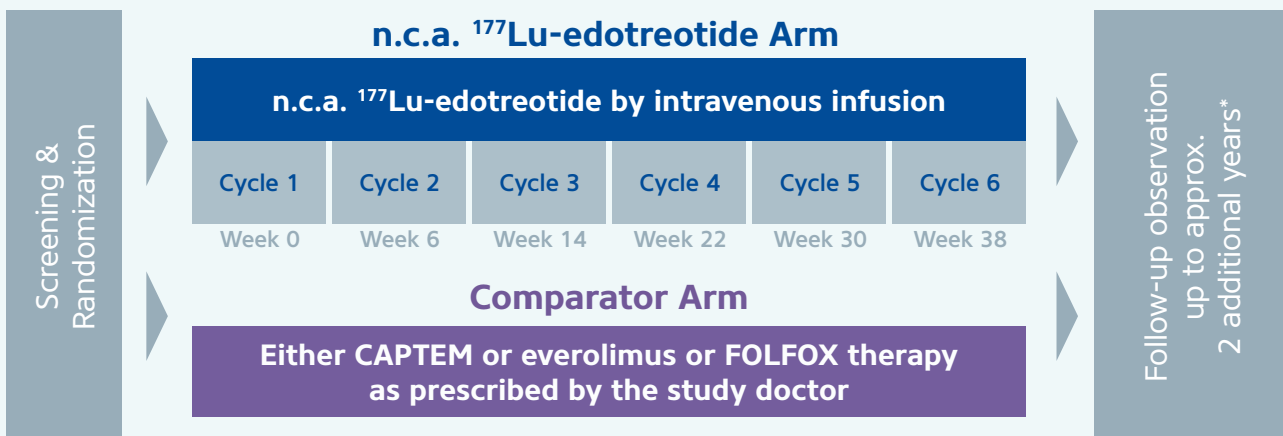 Screening &
Randomization
n.c.a. ¹⁷⁷Lu-edotreotide Arm
n.c.a. ¹⁷⁷Lu-edotreotide by intravenous infusion
Cycle 1 Cycle 2 Cycle 3 Cycle 4 Cycle 5 Cycle 6
Week 0 Week 6 Week 14 Week 22 Week 30 Week 38
Comparator Arm
Either CAPTEM or everolimus or FOLFOX therapy
as prescribed by the study doctor
Follow-up observation
up to approx.
2 additional years*